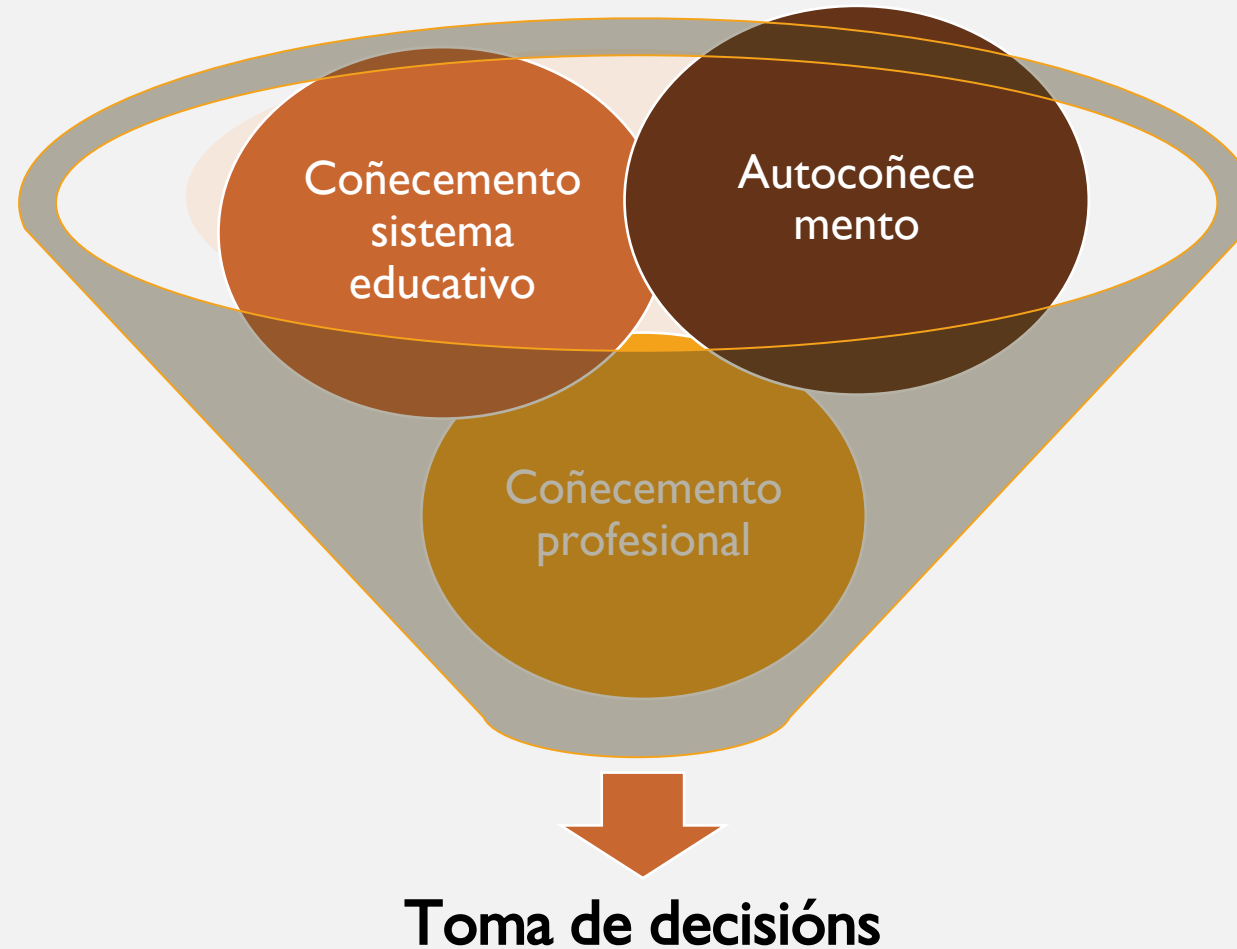 Coñecemento
sistema
educativo
Autocoñece
mento
Coñecemento
profesional
Toma de decisións